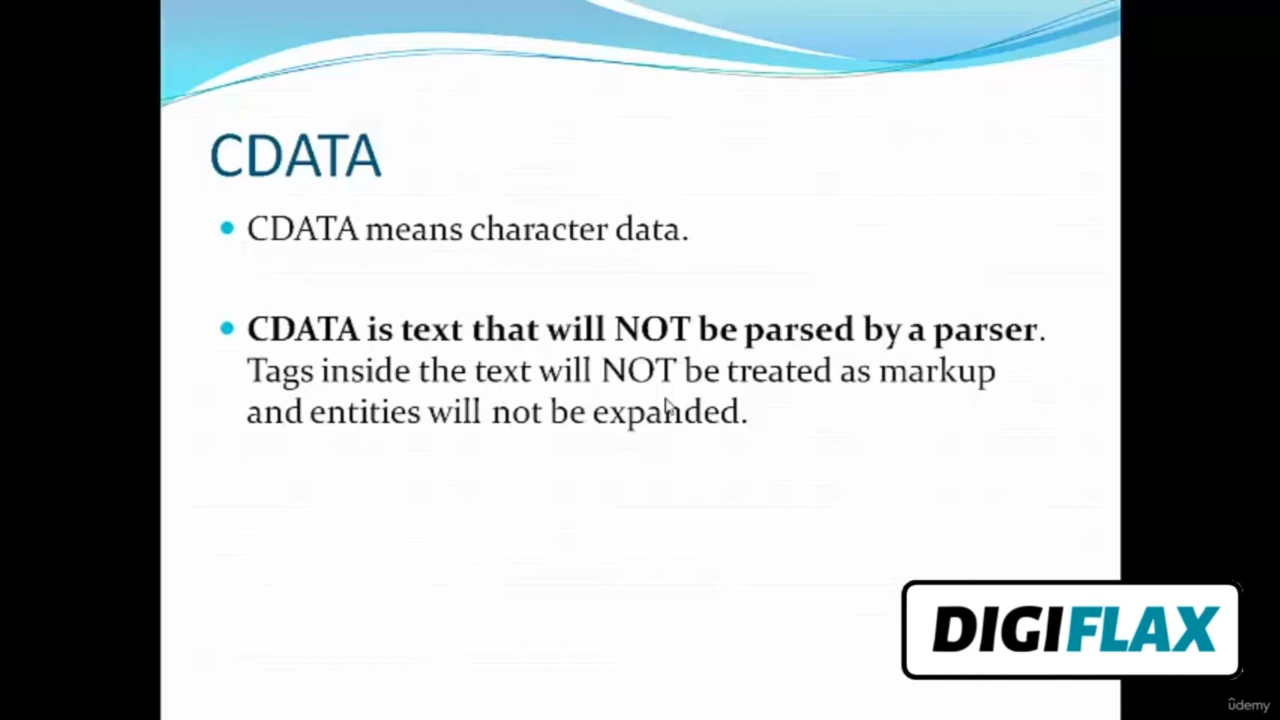 CDATA
• CDATA means character data.
• CDATA is text that will NOT be parsed by a parser.
Tags inside the text will NOT be treated as markup
and entities will not be expanded.
DIGIFLAX
ûdemy